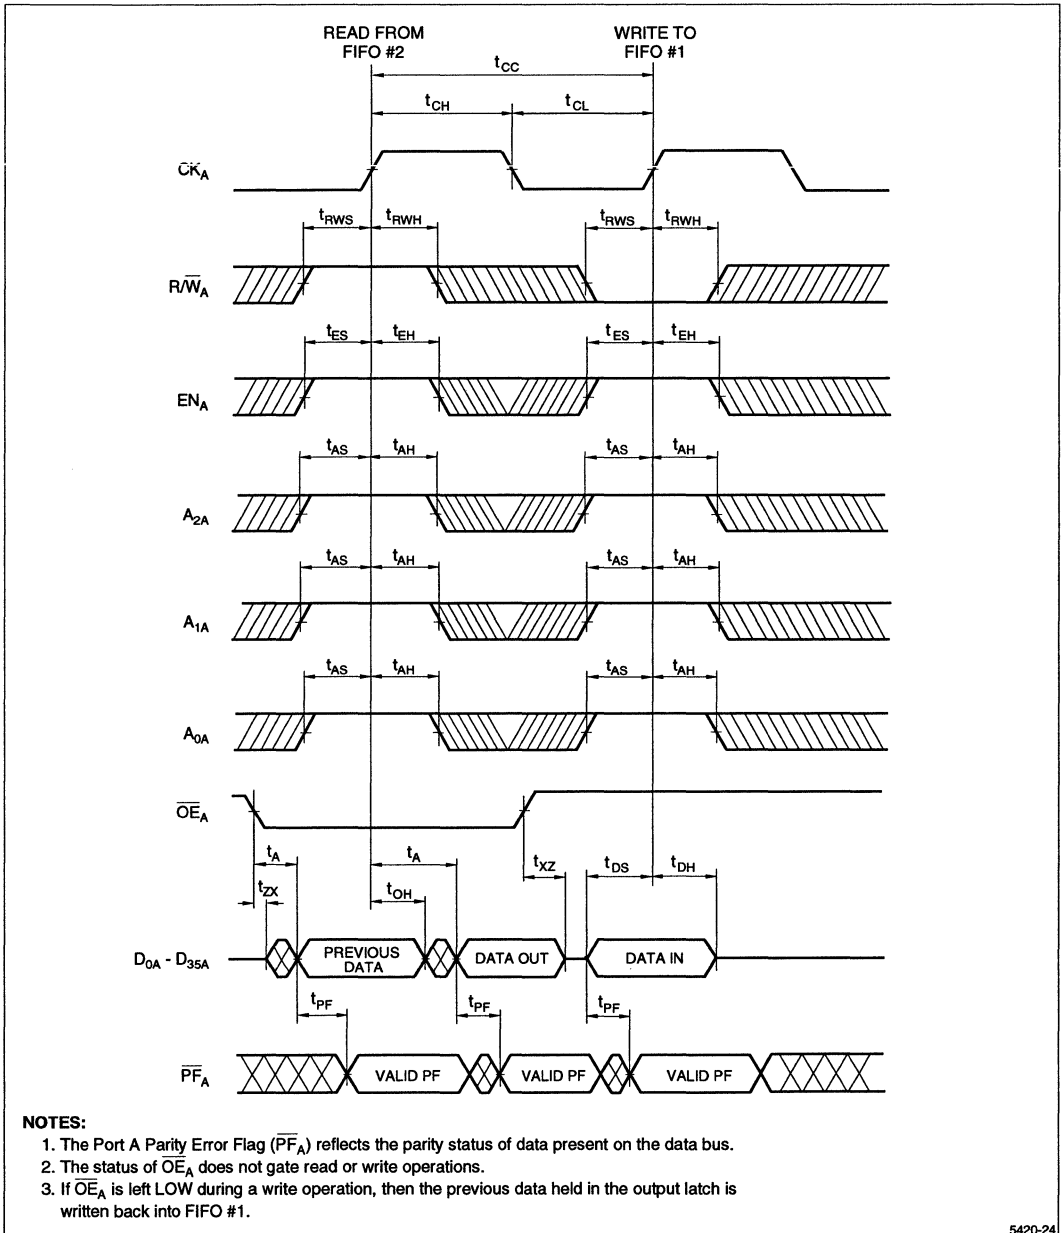 READ FROM
FIFO #2
WRITE TO
FIFO #1
tCC
tCH tCL
CKA
tRWS tRWH tRWS tRWH
R/W̅A
tES tEH tES tEH
ENA
tAS tAH tAS tAH
A2A
tAS tAH tAS tAH
A1A
tAS tAH tAS tAH
A0A
O̅E̅A
tA tA tXZ tDS tDH
tZX tOH
D0A - D35A
PREVIOUS
DATA
DATA OUT
DATA IN
tPF tPF tPF
P̅F̅A
VALID PF VALID PF VALID PF
NOTES:
1. The Port A Parity Error Flag (P̅F̅A) reflects the parity status of data present on the data bus.
2. The status of O̅E̅A does not gate read or write operations.
3. If O̅E̅A is left LOW during a write operation, then the previous data held in the output latch is
written back into FIFO #1.
5420-24